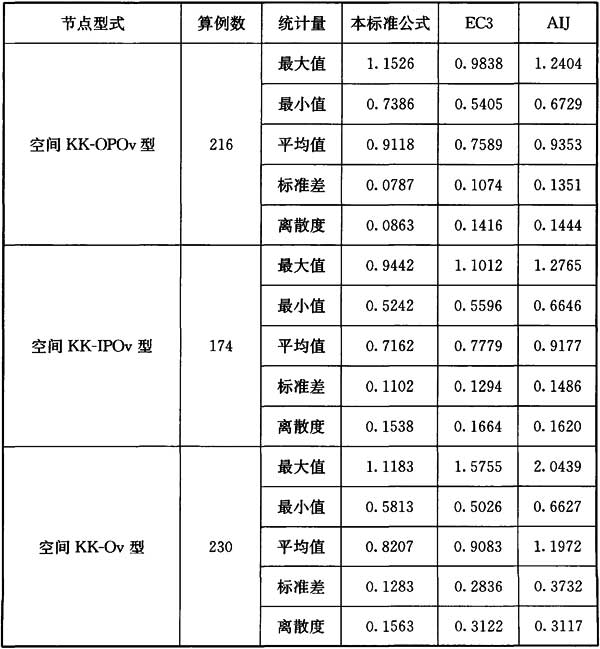 节点型式 算例数 统计量 本标准公式 EC3 AIJ
空间 KK-OPOv 型 216 最大值 1.1526 0.9838 1.2404
最小值 0.7386 0.5405 0.6729
平均值 0.9118 0.7589 0.9353
标准差 0.0787 0.1074 0.1351
离散度 0.0863 0.1416 0.1444
空间 KK-IPOv 型 174 最大值 0.9442 1.1012 1.2765
最小值 0.5242 0.5596 0.6646
平均值 0.7162 0.7779 0.9177
标准差 0.1102 0.1294 0.1486
离散度 0.1538 0.1664 0.1620
空间 KK-Ov 型 230 最大值 1.1183 1.5755 2.0439
最小值 0.5813 0.5026 0.6627
平均值 0.8207 0.9083 1.1972
标准差 0.1283 0.2836 0.3732
离散度 0.1563 0.3122 0.3117